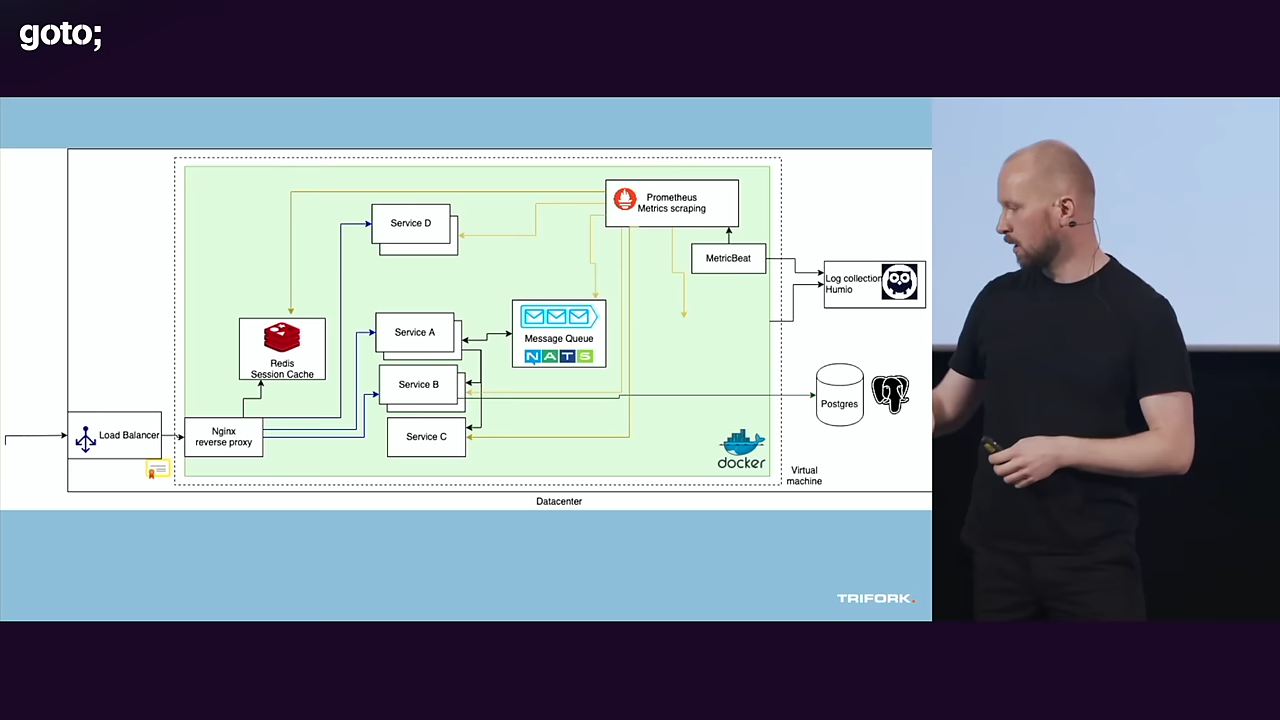 goto;
Prometheus
Metrics scraping
Service D
MetricBeat
Log collection
Humio
Service A
Message Queue
NATS
Redis
Session Cache
Service B
Postgres
Load Balancer
Nginx
reverse proxy
Service C
docker
Virtual
machine
Datacenter
TRIFORK.